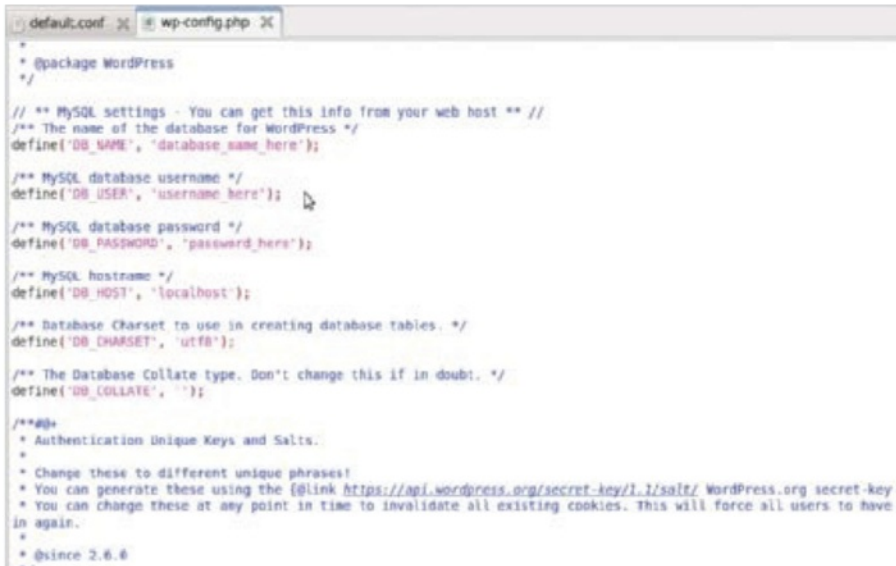 default.conf wp-config.php
*
* @package WordPress
*/
// ** MySQL settings - You can get this info from your web host ** //
/** The name of the database for WordPress */
define('DB_NAME', 'database_name_here');
/** MySQL database username */
define('DB_USER', 'username_here');
/** MySQL database password */
define('DB_PASSWORD', 'password_here');
/** MySQL hostname */
define('DB_HOST', 'localhost');
/** Database Charset to use in creating database tables. */
define('DB_CHARSET', 'utf8');
/** The Database Collate type. Don't change this if in doubt. */
define('DB_COLLATE', '');
/**#@+
* Authentication Unique Keys and Salts.
*
* Change these to different unique phrases!
* You can generate these using the {@link https://api.wordpress.org/secret-key/1.1/salt/ WordPress.org secret-key
* You can change these at any point in time to invalidate all existing cookies. This will force all users to have
in again.
*
* @since 2.6.0